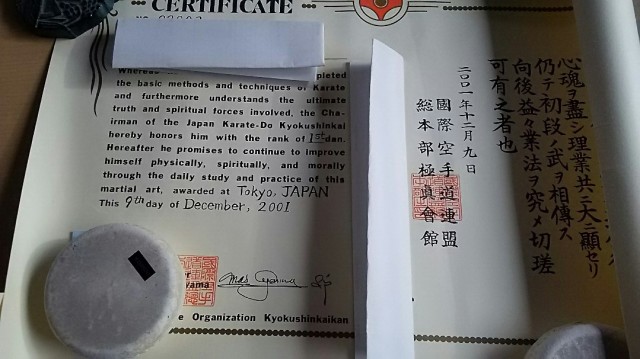 CERTIFICATE
Whereas
pleted
the basic methods and techniques of Karate
and furthermore understands the ultimate
truth and spiritual forces involved, the Cha-
irman of the Japan Karate-Do Kyokushinkai
hereby honors him with the rank of 1st dan.
Hereafter he promises to continue to improve
himself physically, spiritually, and morally
through the daily study and practice of this
martial art, awarded at Tokyo, JAPAN
This 9th day of December, 2001
yama
Organization Kyokushinkaikan
心魂ヲ盡シ理業共ニ大ニ顯セリ
仍テ初段ノ武ヲ相傳ス
向後益々業法ヲ究メ切瑳
可有之者也
二〇〇一年十二月九日
國際空手道連盟
総本部極真會館